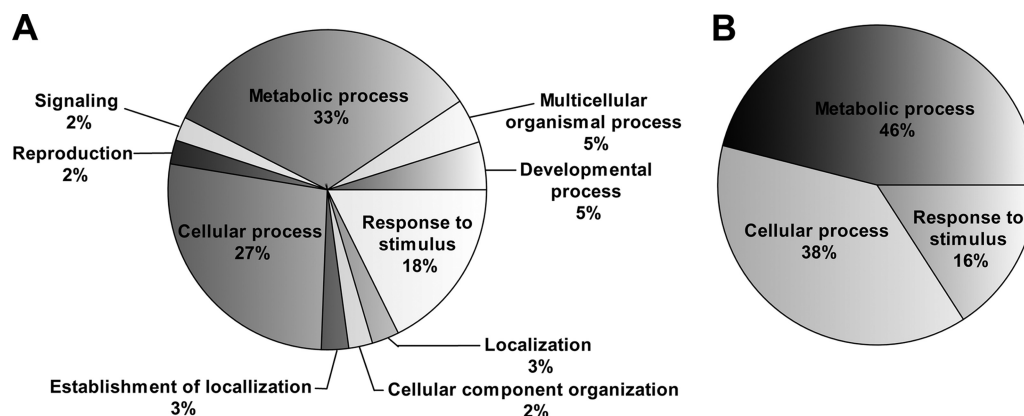 A
Metabolic process
33%
Signaling
2%
Reproduction
2%
Cellular process
27%
Multicellular
organismal process
5%
Developmental
process
5%
Response to
stimulus
18%
Localization
3%
Establishment of locallization
3%
Cellular component organization
2%
B
Metabolic process
46%
Cellular process
38%
Response to
stimulus
16%